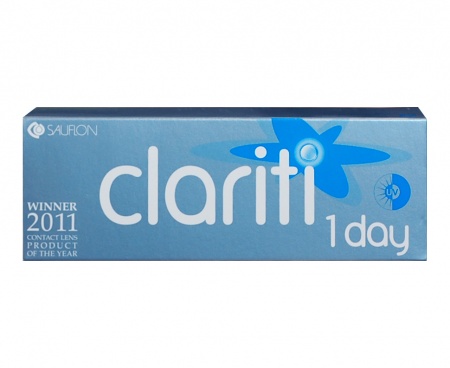 SAUFLON
clariti
1 day
UV
WINNER
2011
CONTACT LENS
PRODUCT
OF THE YEAR